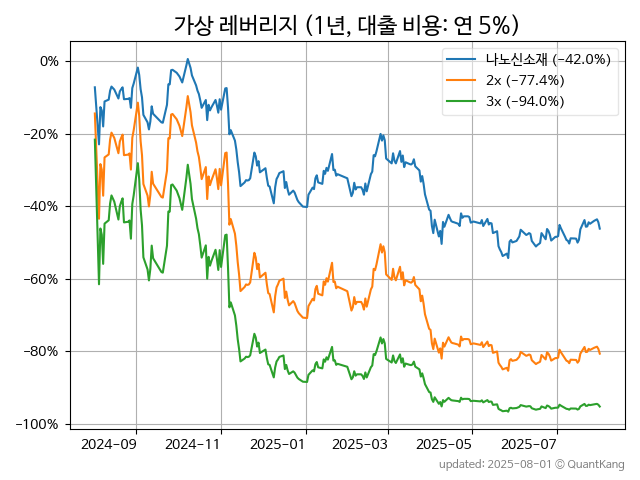 가상 레버리지 (1년, 대출 비용: 연 5%)
나노신소재 (−42.0%)
2x (−77.4%)
3x (−94.0%)
0%
−20%
−40%
−60%
−80%
−100%
2024-09
2024-11
2025-01
2025-03
2025-05
2025-07
updated: 2025-08-01 © QuantKang